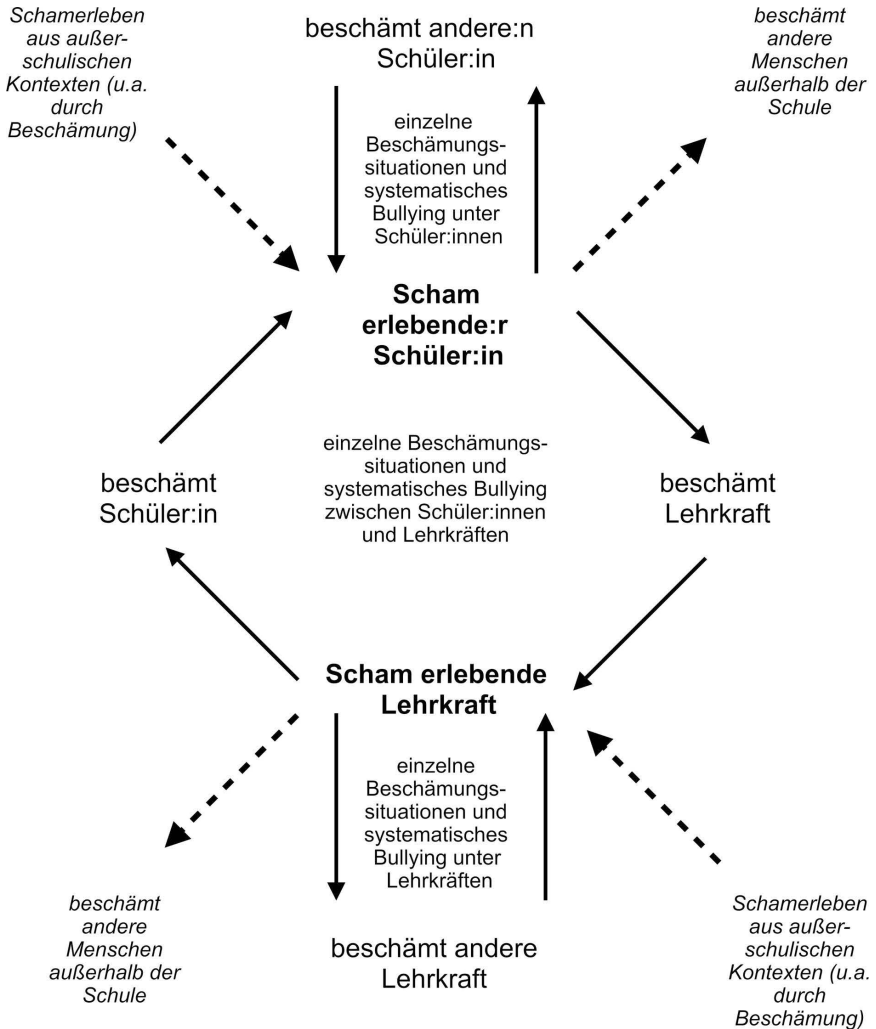 Schamerleben
aus außer-
schulischen
Kontexten (u.a.
durch
Beschämung)
beschämt andere:n
Schüler:in
beschämt
andere
Menschen
außerhalb der
Schule
einzelne
Beschämungs-
situationen und
systematisches
Bullying unter
Schüler:innen
Scham
erlebende:r
Schüler:in
beschämt
Schüler:in
einzelne Beschämungs-
situationen und
systematisches Bullying
zwischen Schüler:innen
und Lehrkräften
beschämt
Lehrkraft
Scham erlebende
Lehrkraft
einzelne
Beschämungs-
situationen und
systematisches
Bullying unter
Lehrkräften
beschämt
andere
Menschen
außerhalb der
Schule
beschämt andere
Lehrkraft
Schamerleben
aus außer-
schulischen
Kontexten (u.a.
durch
Beschämung)